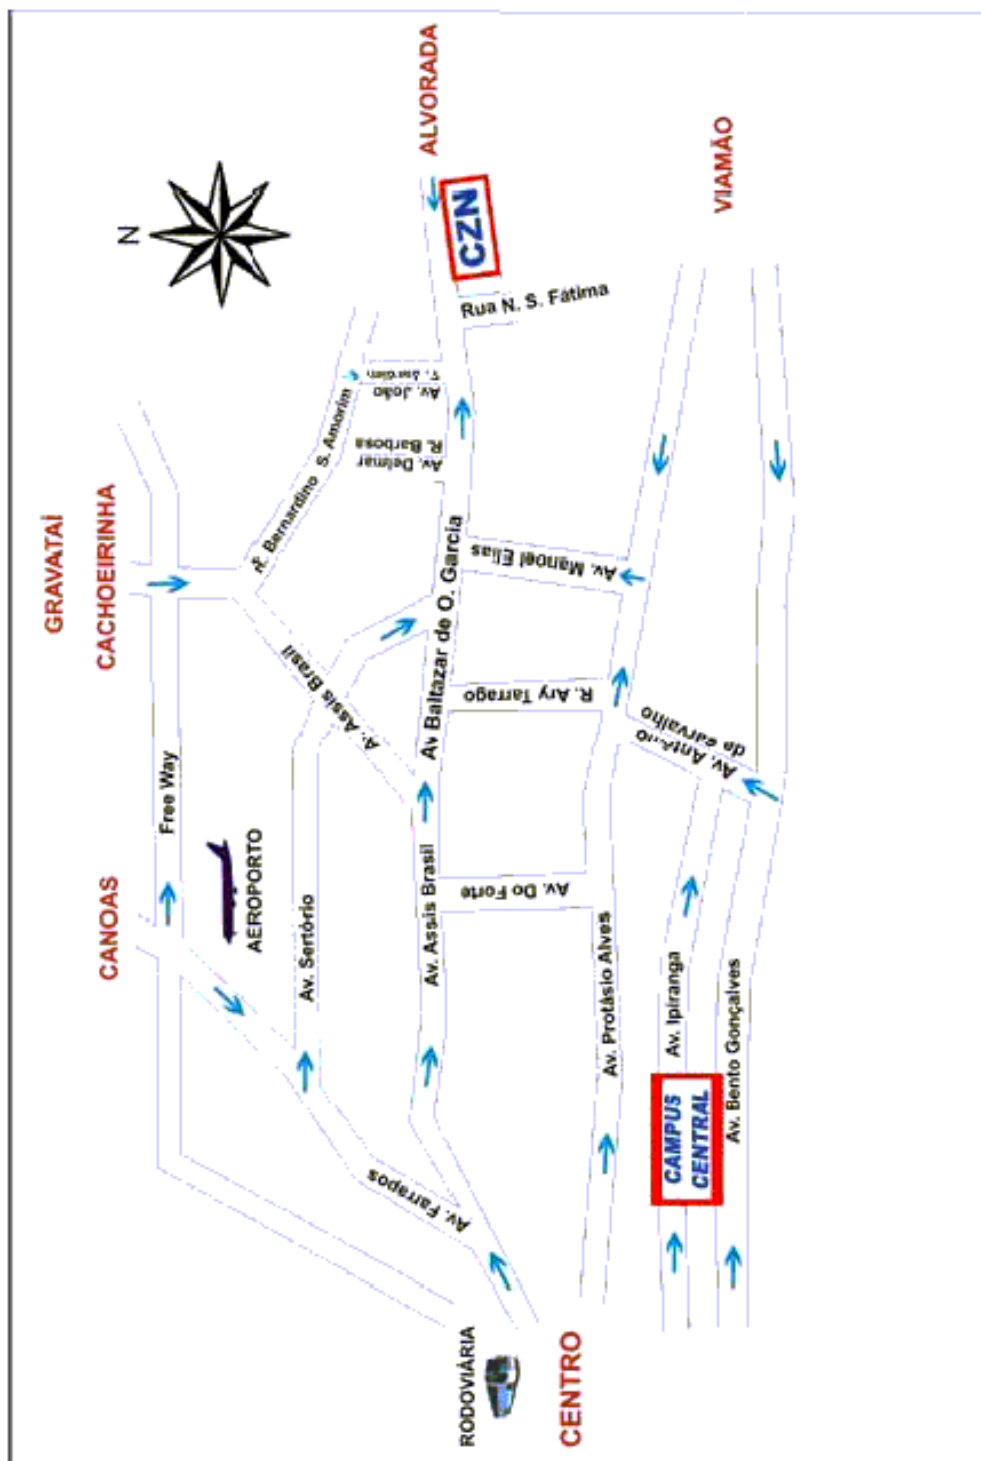 GRAVATAÍ
CACHOEIRINHA
CANOAS
N
ALVORADA
VIAMÃO
CZN
Rua N. S. Fátima
R. Bernardino S. Amorim
Av. João
Av. Delmar
R. Barbosa
Av. Manoel Elias
Av Baltazar de O. Garcia
Av. Assis Brasil
R. Ary Tarrago
de carvalho
Free Way
AEROPORTO
Av. Sertório
Av. Assis Brasil
Av. Do Forte
Av. Protásio Alves
Av. Ipiranga
Av. Bento Gonçalves
CAMPUS
CENTRAL
Av. Farrapos
RODOVIÁRIA
CENTRO